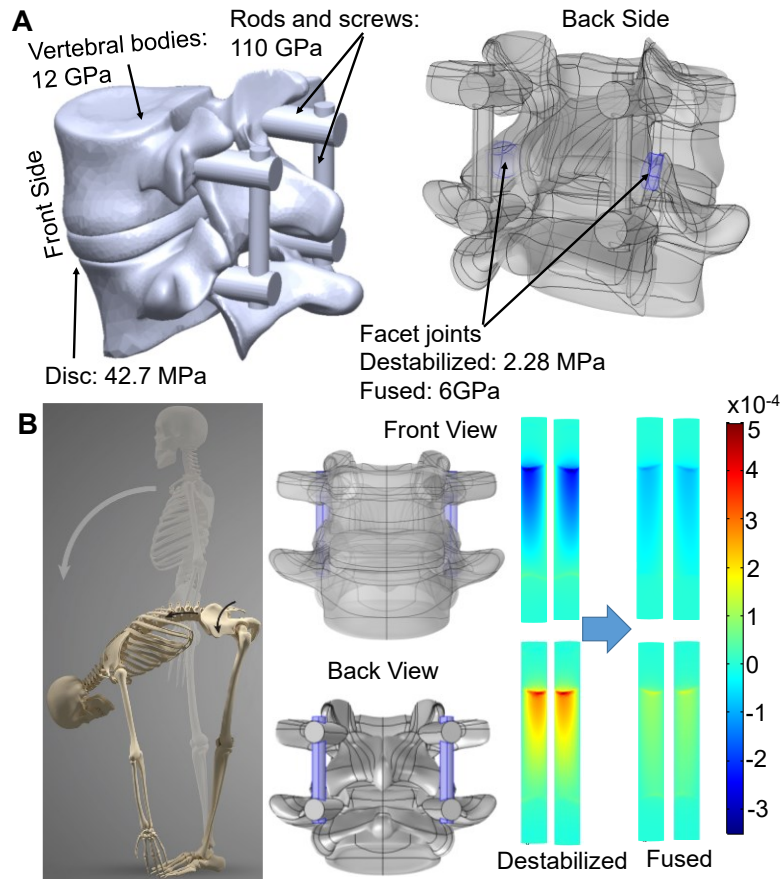 A
Vertebral bodies:
12 GPa
Rods and screws:
110 GPa
Back Side
Front Side
Disc: 42.7 MPa
Facet joints
Destabilized: 2.28 MPa
Fused: 6GPa
B
Front View
Back View
x10-4
5
4
3
2
1
0
-1
-2
-3
Destabilized
Fused